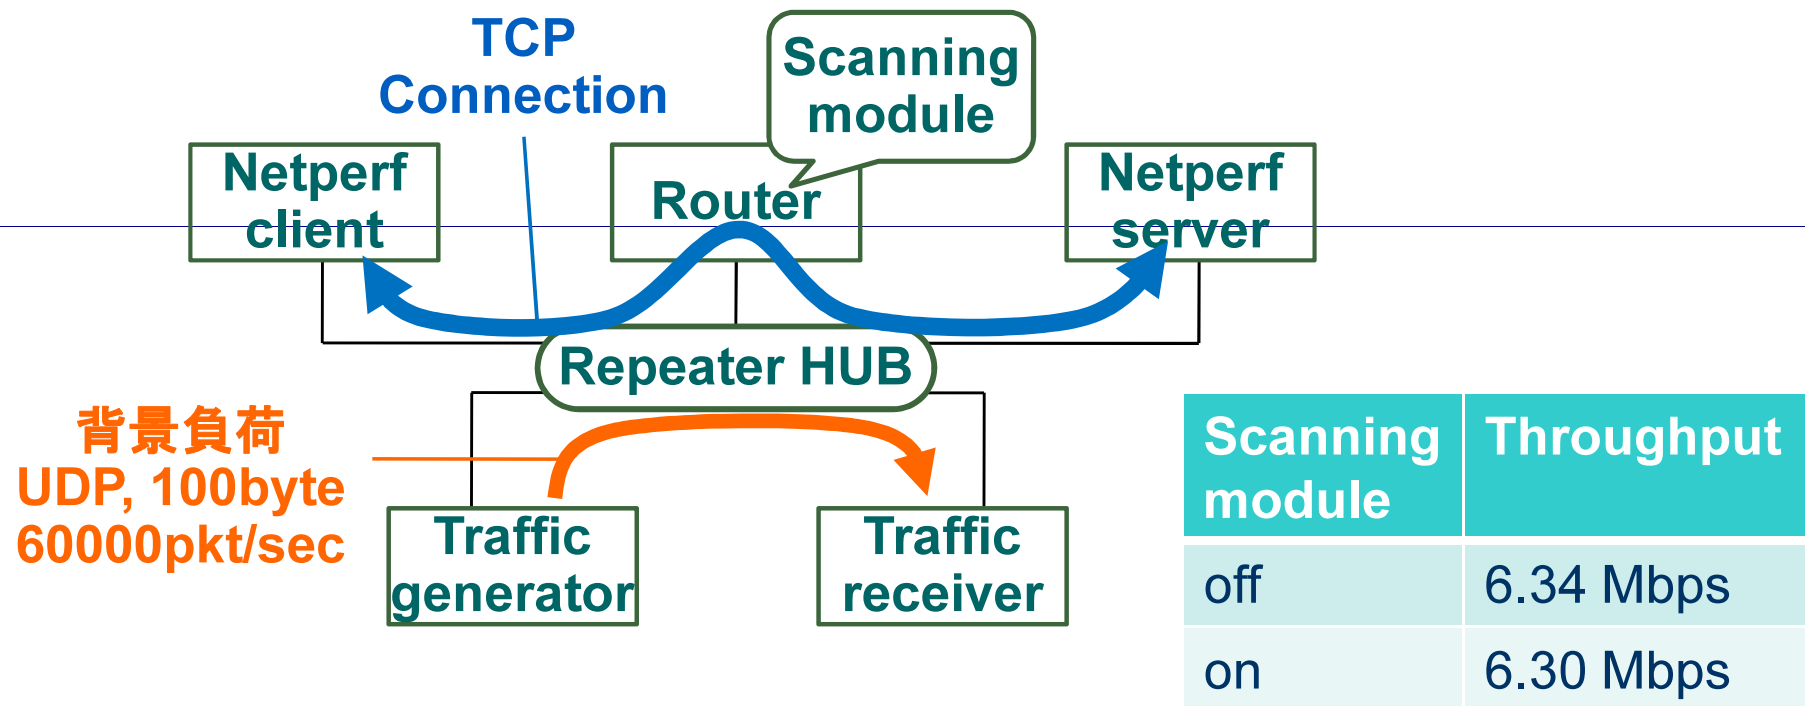 TCP
Connection
Scanning
module
Netperf
client
Router
Netperf
server
Repeater HUB
背景負荷
UDP, 100byte
60000pkt/sec
Traffic
generator
Traffic
receiver
Scanning
module
Throughput
off
6.34 Mbps
on
6.30 Mbps